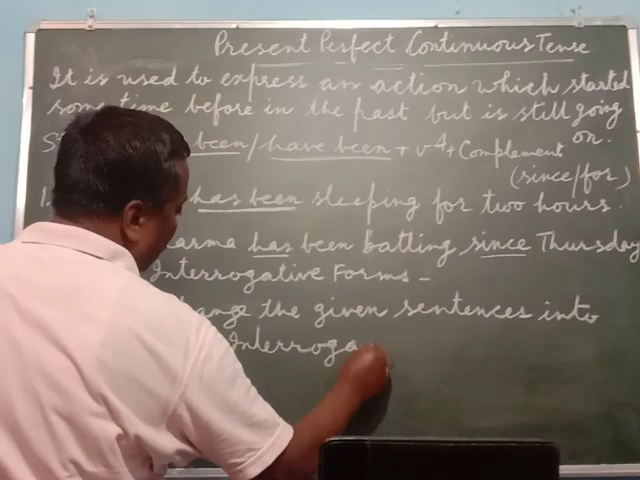 Present Perfect Continuous Tense
It is used to express an action which started
some time before in the past but is still going
on.
S been / have been + v4 + Complement
(since/for)
1. has been sleeping for two hours.
arma has been batting since Thursday
Interrogative Forms -
hange the given sentences into
Interroga